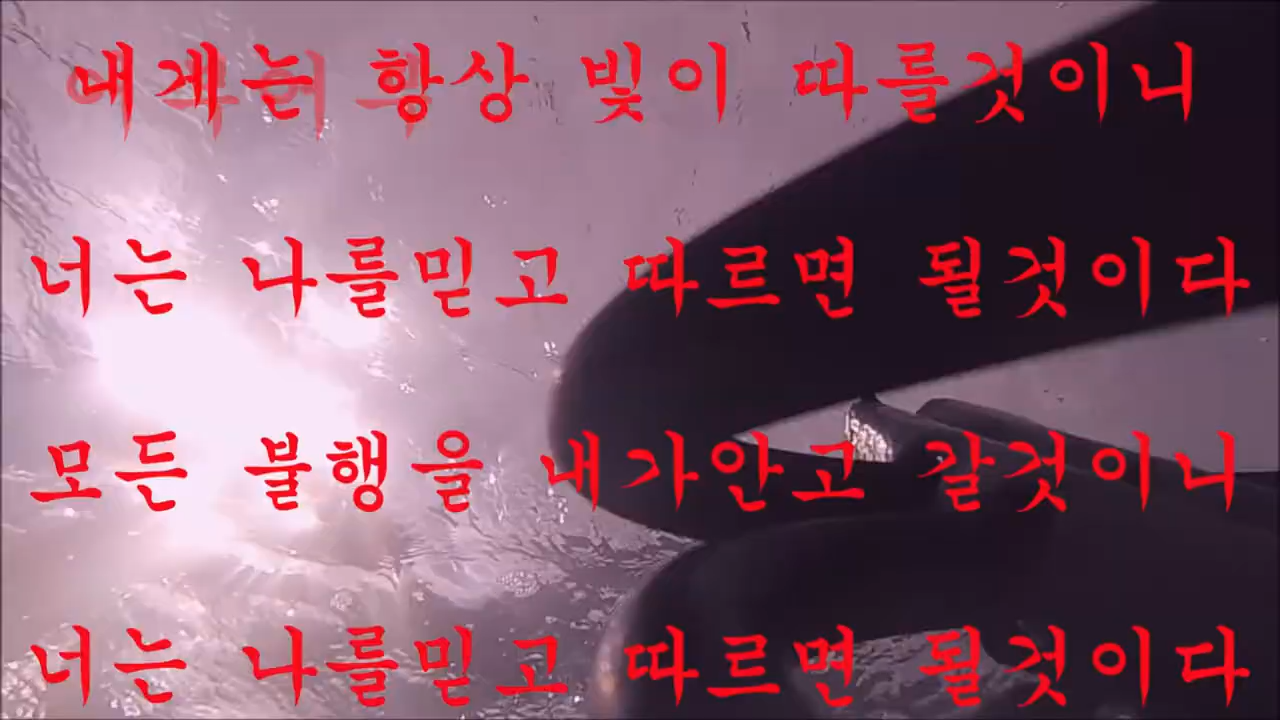 내게는 항상 빛이 따를것이니
너는 나를믿고 따르면 될것이다
모든 불행을 내가안고 갈것이니
너는 나를믿고 따르면 될것이다